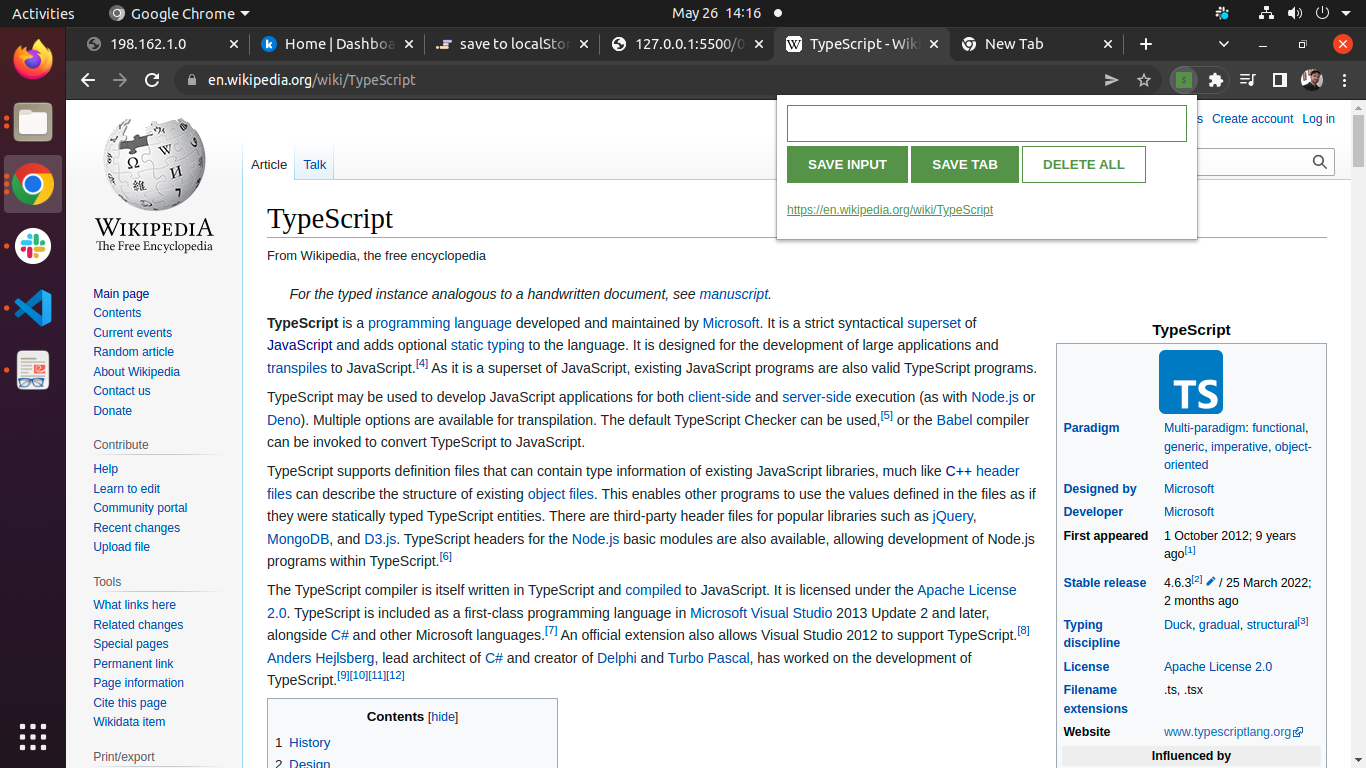 Activities
Google Chrome
May 26 14:16
198.162.1.0
Home | Dashboa
save to localStor
127.0.0.1:5500/0
TypeScript - Wiki
New Tab
en.wikipedia.org/wiki/TypeScript
SAVE INPUT
SAVE TAB
DELETE ALL
https://en.wikipedia.org/wiki/TypeScript
s Create account Log in
WIKIPEDIA
The Free Encyclopedia
Main page
Contents
Current events
Random article
About Wikipedia
Contact us
Donate
Contribute
Help
Learn to edit
Community portal
Recent changes
Upload file
Tools
What links here
Related changes
Special pages
Permanent link
Page information
Cite this page
Wikidata item
Print/export
Article Talk
TypeScript
From Wikipedia, the free encyclopedia
For the typed instance analogous to a handwritten document, see manuscript.
TypeScript is a programming language developed and maintained by Microsoft. It is a strict syntactical superset of
JavaScript and adds optional static typing to the language. It is designed for the development of large applications and
transpiles to JavaScript.[4] As it is a superset of JavaScript, existing JavaScript programs are also valid TypeScript programs.
TypeScript may be used to develop JavaScript applications for both client-side and server-side execution (as with Node.js or
Deno). Multiple options are available for transpilation. The default TypeScript Checker can be used,[5] or the Babel compiler
can be invoked to convert TypeScript to JavaScript.
TypeScript supports definition files that can contain type information of existing JavaScript libraries, much like C++ header
files can describe the structure of existing object files. This enables other programs to use the values defined in the files as if
they were statically typed TypeScript entities. There are third-party header files for popular libraries such as jQuery,
MongoDB, and D3.js. TypeScript headers for the Node.js basic modules are also available, allowing development of Node.js
programs within TypeScript.[6]
The TypeScript compiler is itself written in TypeScript and compiled to JavaScript. It is licensed under the Apache License
2.0. TypeScript is included as a first-class programming language in Microsoft Visual Studio 2013 Update 2 and later,
alongside C# and other Microsoft languages.[7] An official extension also allows Visual Studio 2012 to support TypeScript.[8]
Anders Hejlsberg, lead architect of C# and creator of Delphi and Turbo Pascal, has worked on the development of
TypeScript.[9][10][11][12]
Contents [hide]
1 History
2 Design
TypeScript
TS
Paradigm Multi-paradigm: functional,
generic, imperative, object-
oriented
Designed by Microsoft
Developer Microsoft
First appeared 1 October 2012; 9 years
ago[1]
Stable release 4.6.3[2] / 25 March 2022;
2 months ago
Typing Duck, gradual, structural[3]
discipline
License Apache License 2.0
Filename .ts, .tsx
extensions
Website www.typescriptlang.org
Influenced by